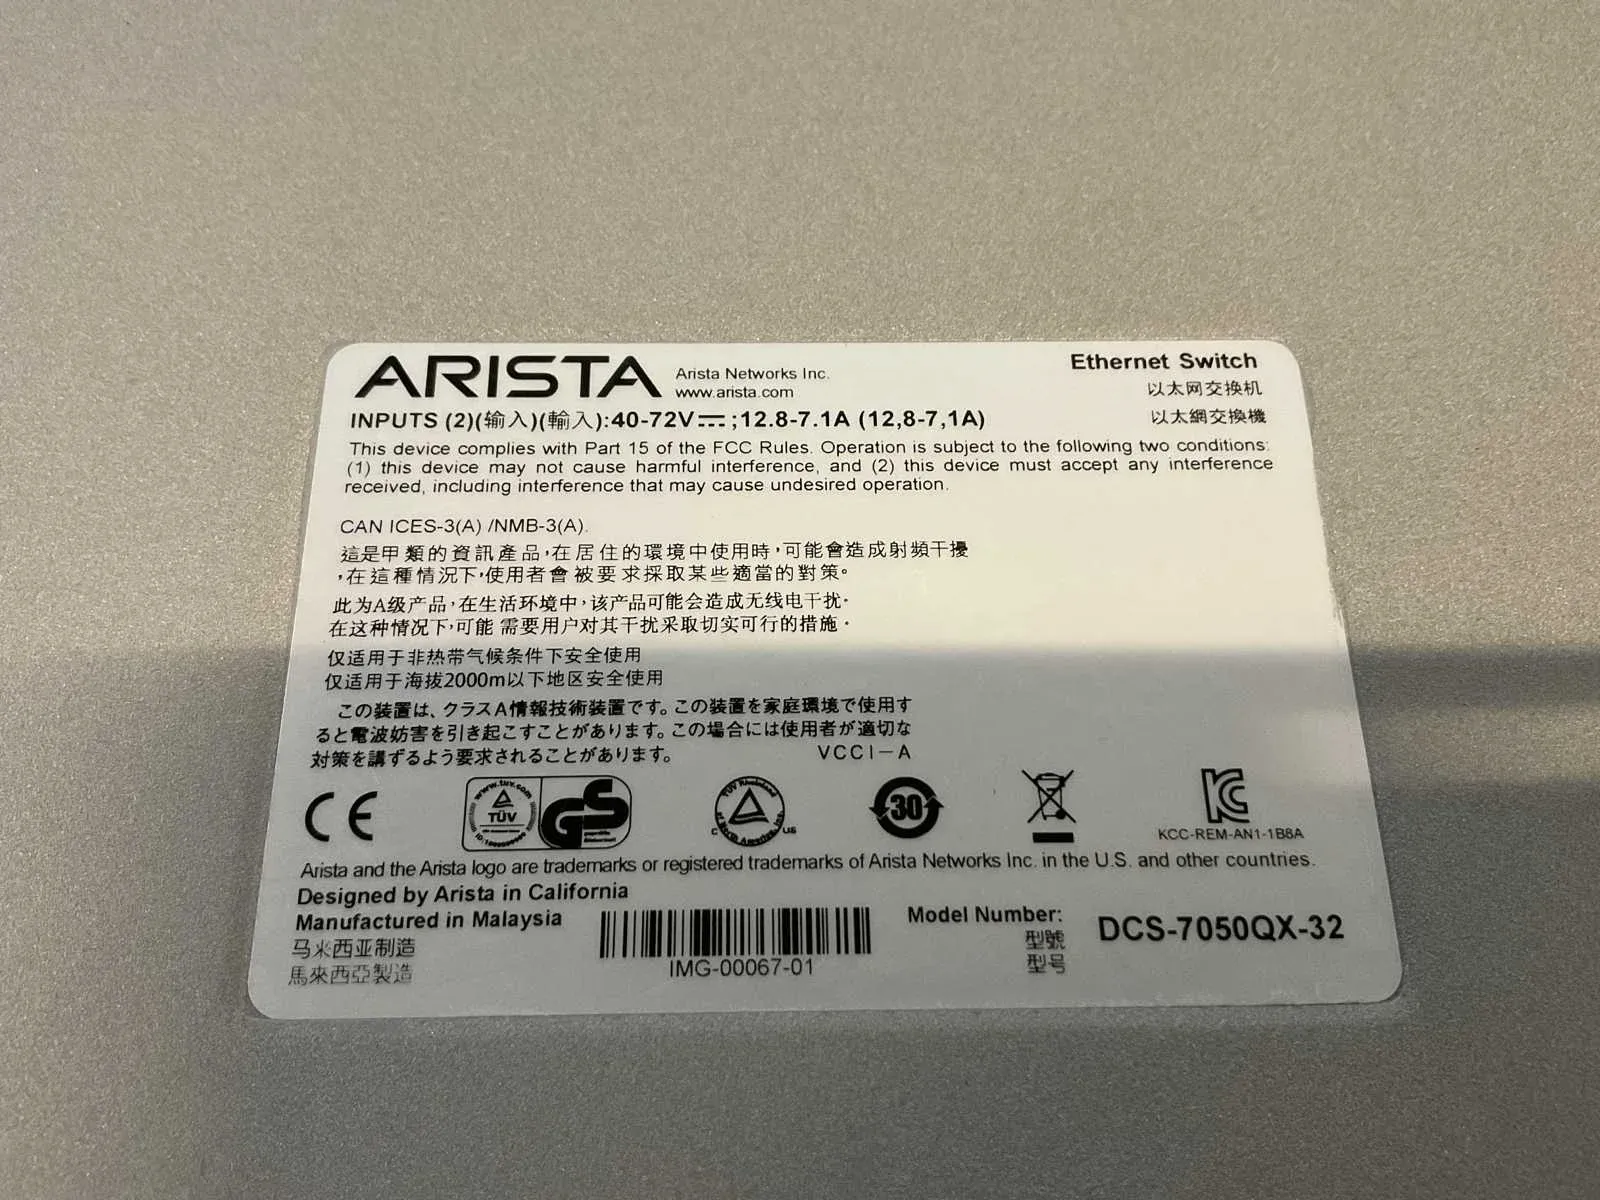 ARISTA
Arista Networks Inc.
www.arista.com
Ethernet Switch
以太网交换机
以太網交換機
INPUTS (2)(输入)(輸入):40-72V⎓;12.8-7.1A (12,8-7,1A)
This device complies with Part 15 of the FCC Rules. Operation is subject to the following two conditions:
(1) this device may not cause harmful interference, and (2) this device must accept any interference
received, including interference that may cause undesired operation.
CAN ICES-3(A) /NMB-3(A).
這是甲類的資訊產品,在居住的環境中使用時,可能會造成射頻干擾
,在這種情況下,使用者會被要求採取某些適當的對策。
此为A级产品,在生活环境中,该产品可能会造成无线电干扰.
在这种情况下,可能 需要用户对其干扰采取切实可行的措施.
仅适用于非热带气候条件下安全使用
仅适用于海拔2000m以下地区安全使用
この装置は、クラスA情報技術装置です。この装置を家庭環境で使用す
ると電波妨害を引き起こすことがあります。この場合には使用者が適切な
対策を講ずるよう要求されることがあります。
VCCI-A
CE
www.tuv.com
TÜV
GS
TÜV Rheinland
of North America
C US
30
KC
KCC-REM-AN1-1B8A
Arista and the Arista logo are trademarks or registered trademarks of Arista Networks Inc. in the U.S. and other countries.
Designed by Arista in California
Manufactured in Malaysia
马来西亚制造
馬來西亞製造
IMG-00067-01
Model Number:
型號
型号
DCS-7050QX-32